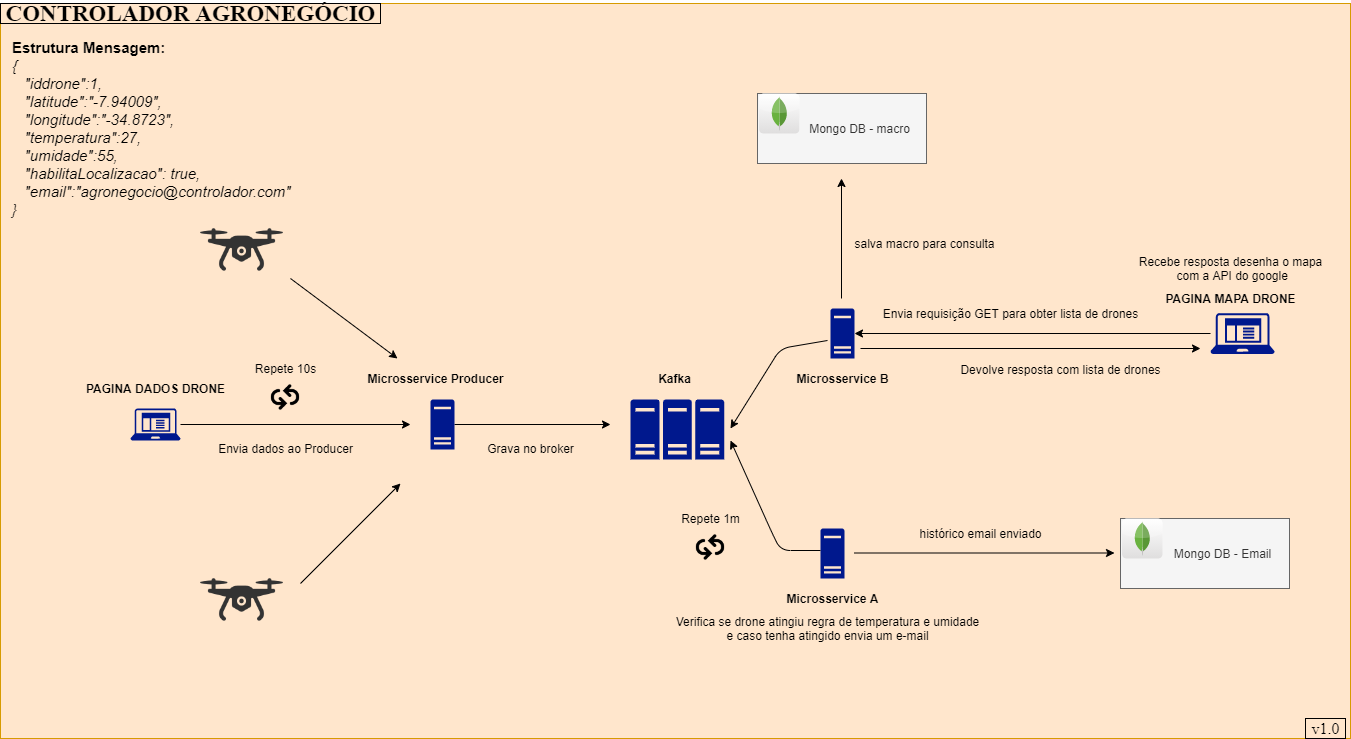 CONTROLADOR AGRONEGÓCIO
Estrutura Mensagem:
{
"iddrone":1,
"latitude":"-7.94009",
"longitude":"-34.8723",
"temperatura":27,
"umidade":55,
"habilitaLocalizacao": true,
"email":"agronegocio@controlador.com"
}
Mongo DB - macro
salva macro para consulta
Recebe resposta desenha o mapa
com a API do google
PAGINA MAPA DRONE
Envia requisição GET para obter lista de drones
Devolve resposta com lista de drones
Microsservice B
Repete 10s
PAGINA DADOS DRONE
Envia dados ao Producer
Microsservice Producer
Grava no broker
Kafka
Repete 1m
histórico email enviado
Mongo DB - Email
Microsservice A
Verifica se drone atingiu regra de temperatura e umidade
e caso tenha atingido envia um e-mail
v1.0